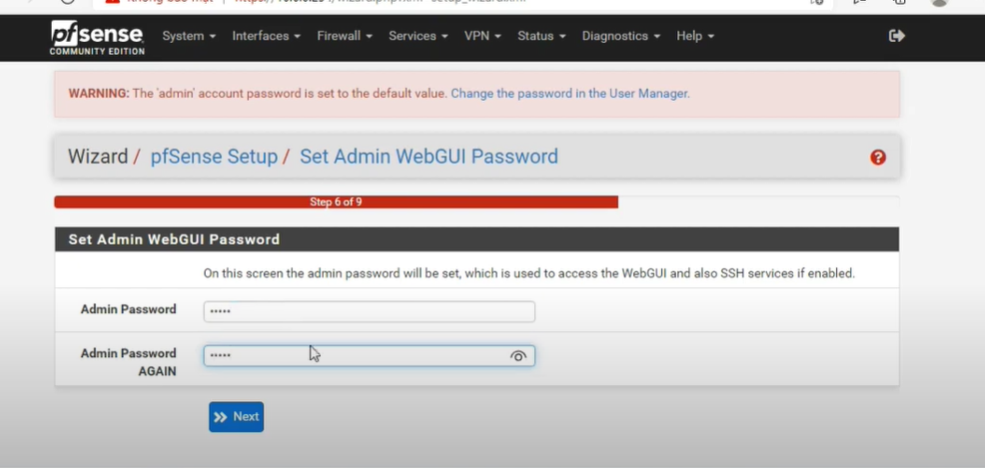 pfsense
COMMUNITY EDITION
System Interfaces Firewall Services VPN Status Diagnostics Help
WARNING: The 'admin' account password is set to the default value. Change the password in the User Manager.
Wizard / pfSense Setup / Set Admin WebGUI Password
Step 6 of 9
Set Admin WebGUI Password
On this screen the admin password will be set, which is used to access the WebGUI and also SSH services if enabled.
Admin Password
Admin Password
AGAIN
Next